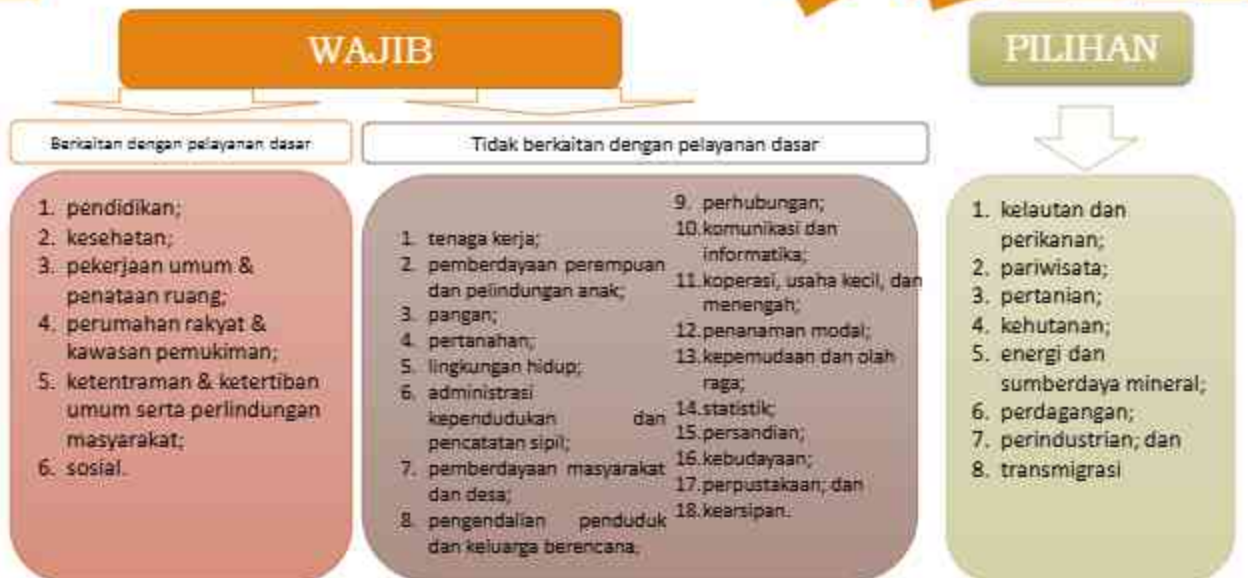 WAJIB
PILIHAN
Berkaitan dengan pelayanan dasar
Tidak berkaitan dengan pelayanan dasar
1. pendidikan;
2. kesehatan;
3. pekerjaan umum &
penataan ruang;
4. perumahan rakyat &
kawasan pemukiman;
5. ketentraman & ketertiban
umum serta perlindungan
masyarakat;
6. sosial.
1. tenaga kerja;
2. pemberdayaan perempuan
dan pelindungan anak;
3. pangan;
4. pertanahan;
5. lingkungan hidup;
6. administrasi
kependudukan dan
pencatatan sipil;
7. pemberdayaan masyarakat
dan desa;
8. pengendalian penduduk
dan keluarga berencana.
9. perhubungan;
10.komunikasi dan
informatika;
11.koperasi, usaha kecil, dan
menengah;
12.penanaman modal;
13.kepemudaan dan olah
raga;
14.statistik;
15.persandian;
16.kebudayaan;
17.perpustakaan; dan
18.kearsipan.
1. kelautan dan
perikanan;
2. pariwisata;
3. pertanian;
4. kehutanan;
5. energi dan
sumberdaya mineral;
6. perdagangan;
7. perindustrian; dan
8. transmigrasi